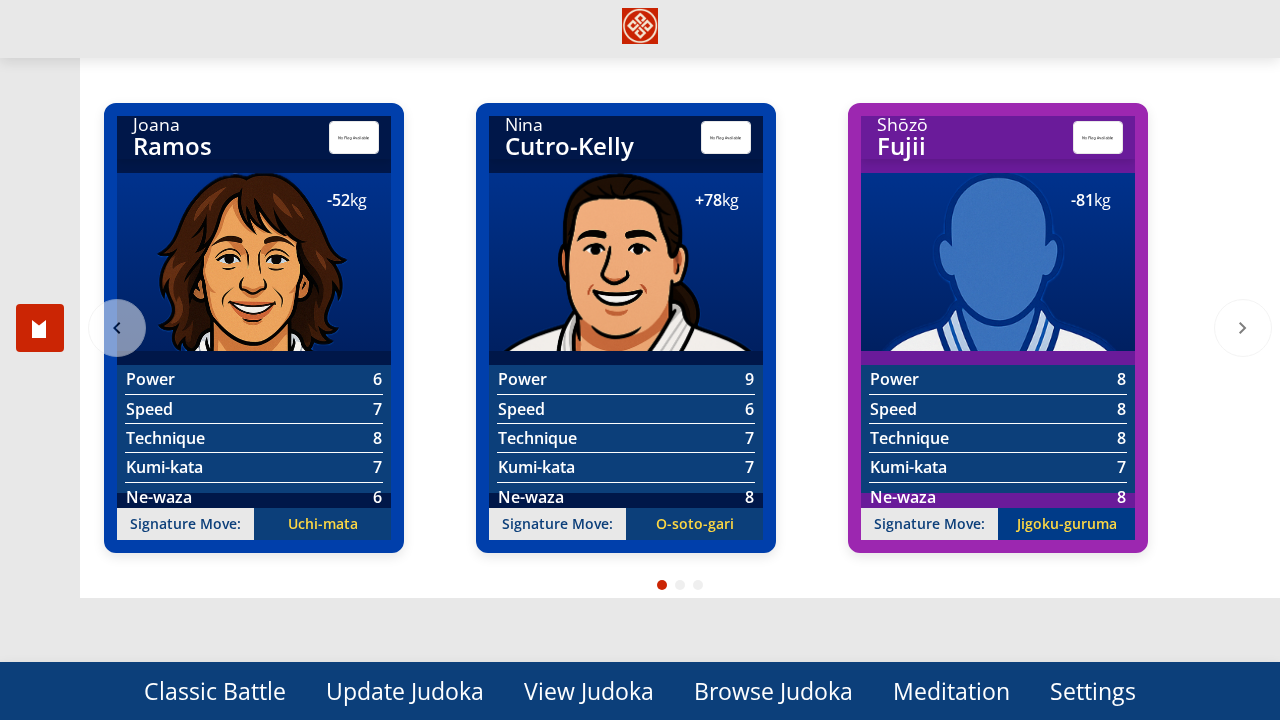 Joana
Ramos
No Flag Available
-52kg
Power 6
Speed 7
Technique 8
Kumi-kata 7
Ne-waza 6
Signature Move: Uchi-mata
Nina
Cutro-Kelly
No Flag Available
+78kg
Power 9
Speed 6
Technique 7
Kumi-kata 7
Ne-waza 8
Signature Move: O-soto-gari
Shōzō
Fujii
No Flag Available
-81kg
Power 8
Speed 8
Technique 8
Kumi-kata 7
Ne-waza 8
Signature Move: Jigoku-guruma
Classic Battle Update Judoka View Judoka Browse Judoka Meditation Settings